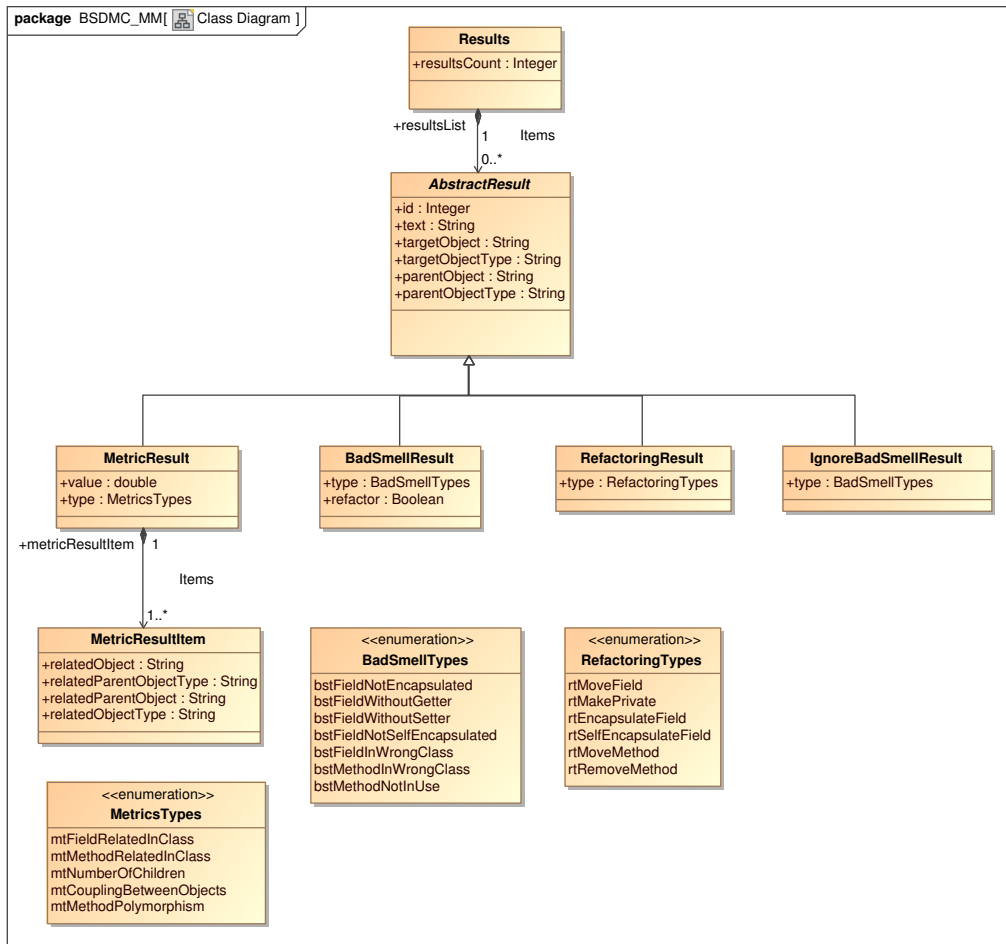 package BSDMC_MM[ Class Diagram ]
Results
+resultsCount : Integer
+resultsList
1
Items
0..*
AbstractResult
+id : Integer
+text : String
+targetObject : String
+targetObjectType : String
+parentObject : String
+parentObjectType : String
MetricResult
+value : double
+type : MetricsTypes
BadSmellResult
+type : BadSmellTypes
+refactor : Boolean
RefactoringResult
+type : RefactoringTypes
IgnoreBadSmellResult
+type : BadSmellTypes
+metricResultItem
1
Items
1..*
MetricResultItem
+relatedObject : String
+relatedParentObjectType : String
+relatedParentObject : String
+relatedObjectType : String
<<enumeration>>
BadSmellTypes
bstFieldNotEncapsulated
bstFieldWithoutGetter
bstFieldWithoutSetter
bstFieldNotSelfEncapsulated
bstFieldInWrongClass
bstMethodInWrongClass
bstMethodNotInUse
<<enumeration>>
RefactoringTypes
rtMoveField
rtMakePrivate
rtEncapsulateField
rtSelfEncapsulateField
rtMoveMethod
rtRemoveMethod
<<enumeration>>
MetricsTypes
mtFieldRelatedInClass
mtMethodRelatedInClass
mtNumberOfChildren
mtCouplingBetweenObjects
mtMethodPolymorphism